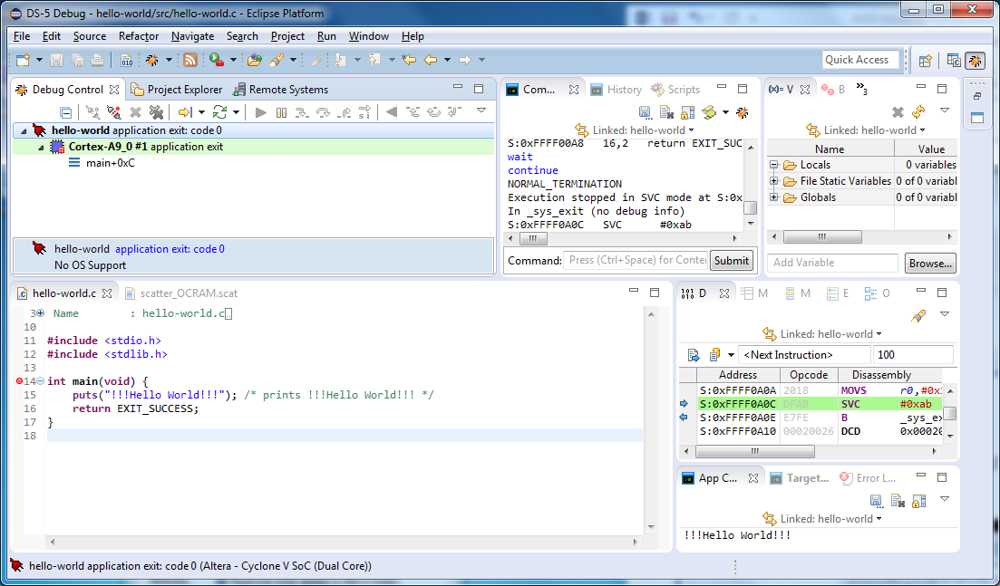 DS-5 Debug - hello-world/src/hello-world.c - Eclipse Platform
File Edit Source Refactor Navigate Search Project Run Window Help
Quick Access
Debug Control Project Explorer Remote Systems
hello-world application exit: code 0
Cortex-A9_0 #1 application exit
main+0xC
hello-world application exit: code 0
No OS Support
Com... History Scripts
Linked: hello-world
S:0xFFFF00A8 16,2 return EXIT_SUC
wait
continue
NORMAL_TERMINATION
Execution stopped in SVC mode at S:0x
In _sys_exit (no debug info)
S:0xFFFF0A0C SVC #0xab
Command: Press (Ctrl+Space) for Conter Submit
(x)= V B 3
Linked: hello-world
Name Value
Locals 0 variables
File Static Variables 0 of 0 variabl
Globals 0 of 0 variabl
Add Variable Browse...
hello-world.c scatter_OCRAM.scat
3 Name : hello-world.c
10
11 #include <stdio.h>
12 #include <stdlib.h>
13
14 int main(void) {
15 puts("!!!Hello World!!!"); /* prints !!!Hello World!!! */
16 return EXIT_SUCCESS;
17 }
18
D M M E O
Linked: hello-world
<Next Instruction> 100
Address Opcode Disassembly
S:0xFFFF0A0A 2018 MOVS r0,#0x
S:0xFFFF0A0C DFAB SVC #0xab
S:0xFFFF0A0E E7FE B _sys_e
S:0xFFFF0A10 00020026 DCD 0x00020
App C... Target... Error L...
Linked: hello-world
!!!Hello World!!!
hello-world application exit: code 0 (Altera - Cyclone V SoC (Dual Core))